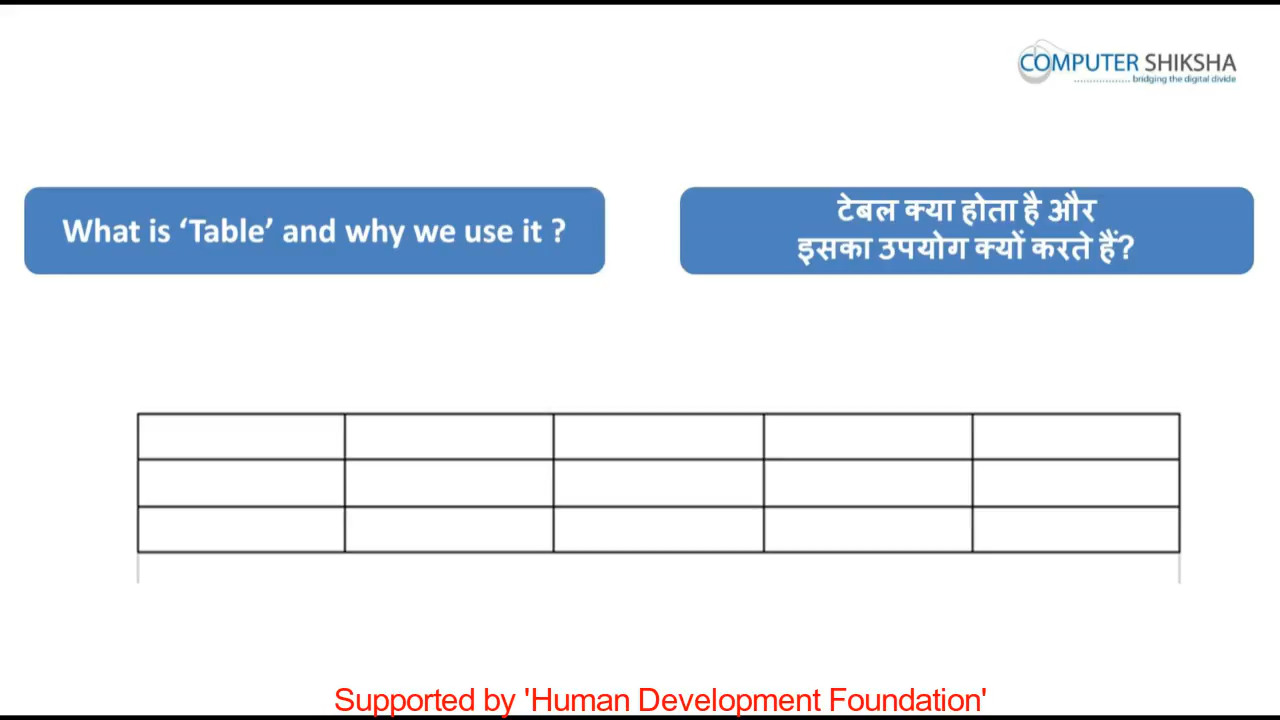 COMPUTER SHIKSHA
bridging the digital divide
What is ‘Table’ and why we use it ?
टेबल क्या होता है और
इसका उपयोग क्यों करते हैं?
Supported by 'Human Development Foundation'